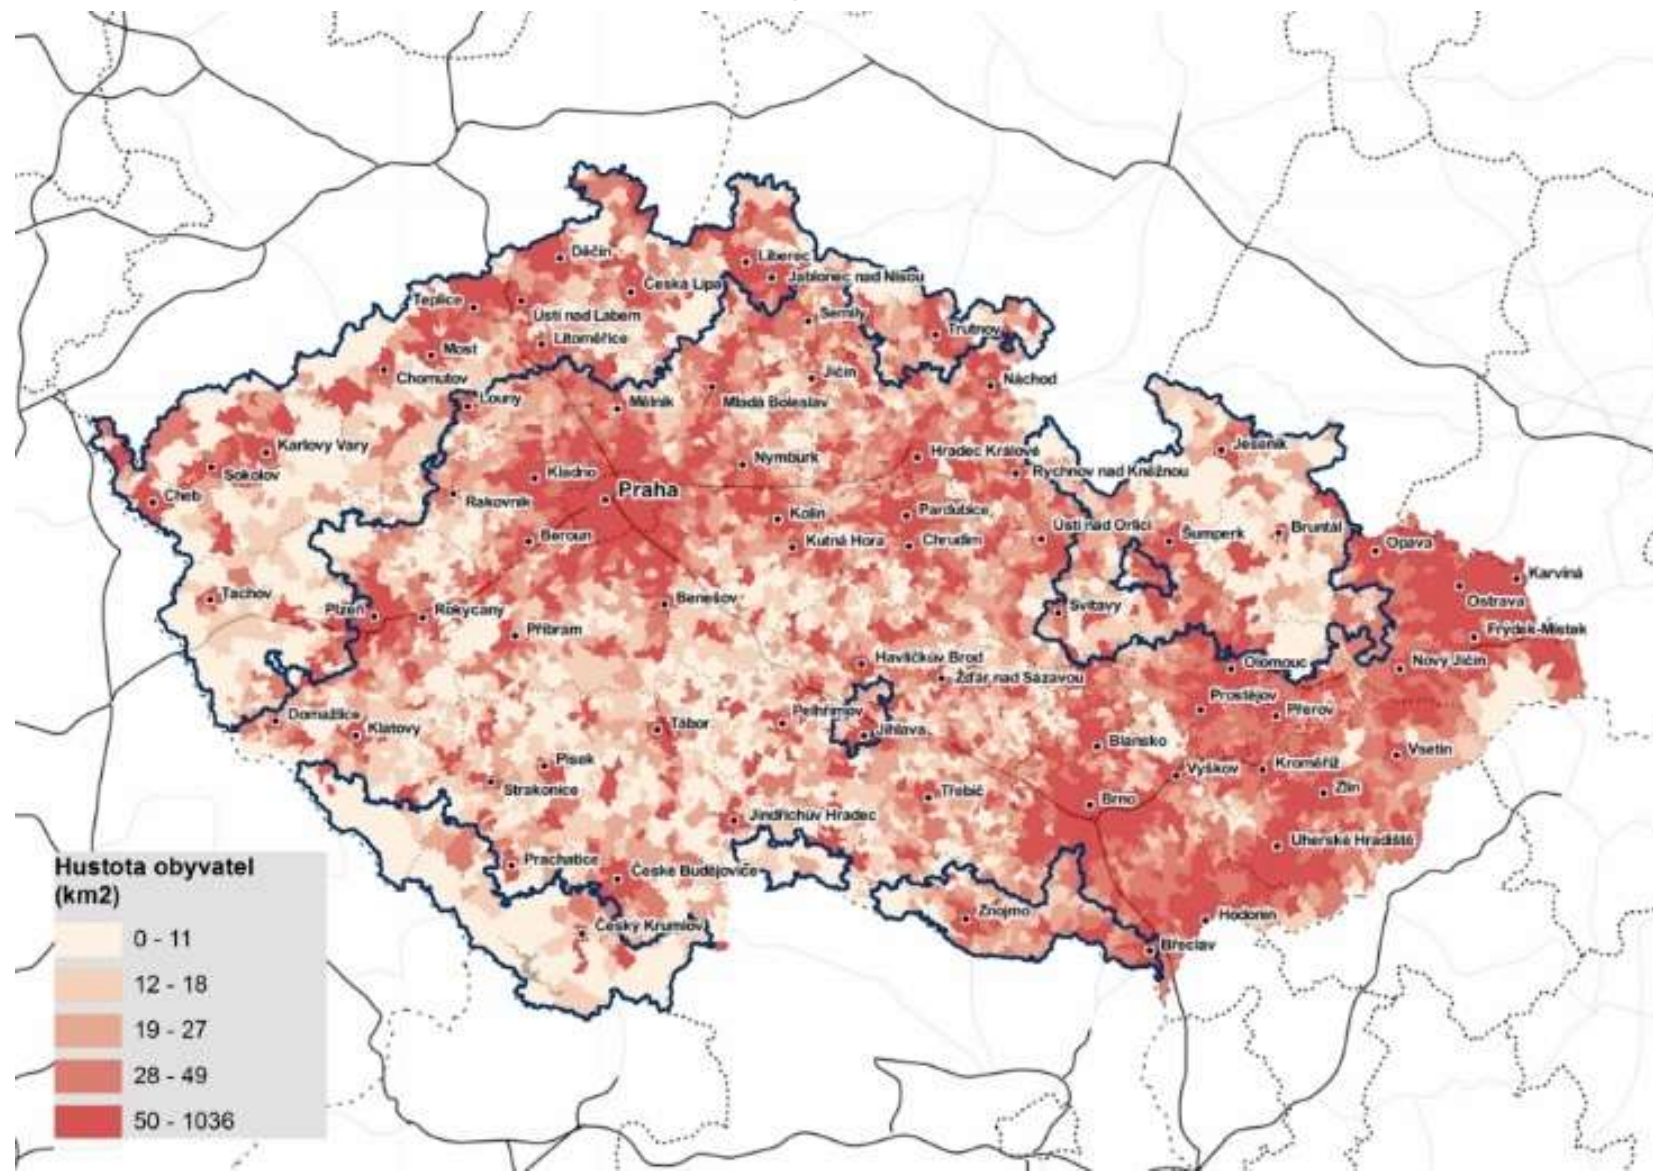 Děčín
Liberec
Jablonec nad Nisou
Česká Lípa
Teplice
Ústí nad Labem
Semily
Trutnov
Litoměřice
Most
Chomutov
Jičín
Náchod
Louny
Mělník
Mladá Boleslav
Karlovy Vary
Sokolov
Cheb
Kladno
Nymburk
Hradec Králové
Rychnov nad Kněžnou
Jeseník
Praha
Rakovník
Kolín
Pardubice
Ústí nad Orlicí
Šumperk
Bruntál
Opava
Beroun
Kutná Hora
Chrudim
Karviná
Ostrava
Tachov
Plzeň
Rokycany
Benešov
Svitavy
Příbram
Frýdek-Místek
Havlíčkův Brod
Žďár nad Sázavou
Olomouc
Nový Jičín
Prostějov
Přerov
Domažlice
Klatovy
Tábor
Pelhřimov
Jihlava
Blansko
Vsetín
Písek
Strakonice
Vyškov
Kroměříž
Třebíč
Brno
Zlín
Jindřichův Hradec
Uherské Hradiště
Prachatice
České Budějovice
Český Krumlov
Znojmo
Hodonín
Břeclav
Hustota obyvatel
(km2)
0 - 11
12 - 18
19 - 27
28 - 49
50 - 1036